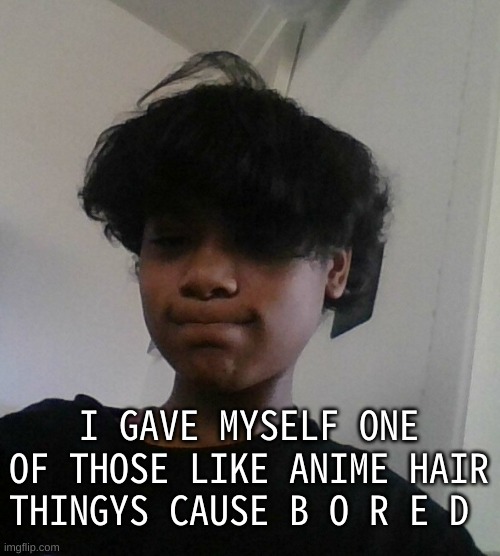 I GAVE MYSELF ONE
OF THOSE LIKE ANIME HAIR
THINGYS CAUSE B O R E D
imgflip.com